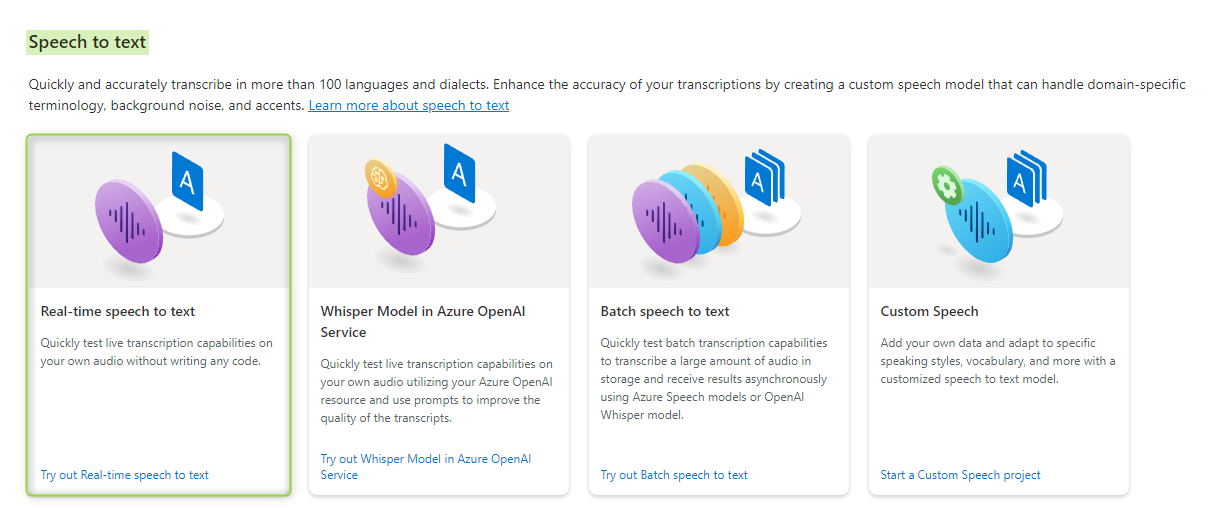 Speech to text
Quickly and accurately transcribe in more than 100 languages and dialects. Enhance the accuracy of your transcriptions by creating a custom speech model that can handle domain-specific
terminology, background noise, and accents. Learn more about speech to text
A
A
A
A
Real-time speech to text
Quickly test live transcription capabilities on
your own audio without writing any code.
Try out Real-time speech to text
Whisper Model in Azure OpenAI
Service
Quickly test live transcription capabilities on
your own audio utilizing your Azure OpenAI
resource and use prompts to improve the
quality of the transcripts.
Try out Whisper Model in Azure OpenAI
Service
Batch speech to text
Quickly test batch transcription capabilities
to transcribe a large amount of audio in
storage and receive results asynchronously
using Azure Speech models or OpenAI
Whisper model.
Try out Batch speech to text
Custom Speech
Add your own data and adapt to specific
speaking styles, vocabulary, and more with a
customized speech to text model.
Start a Custom Speech project